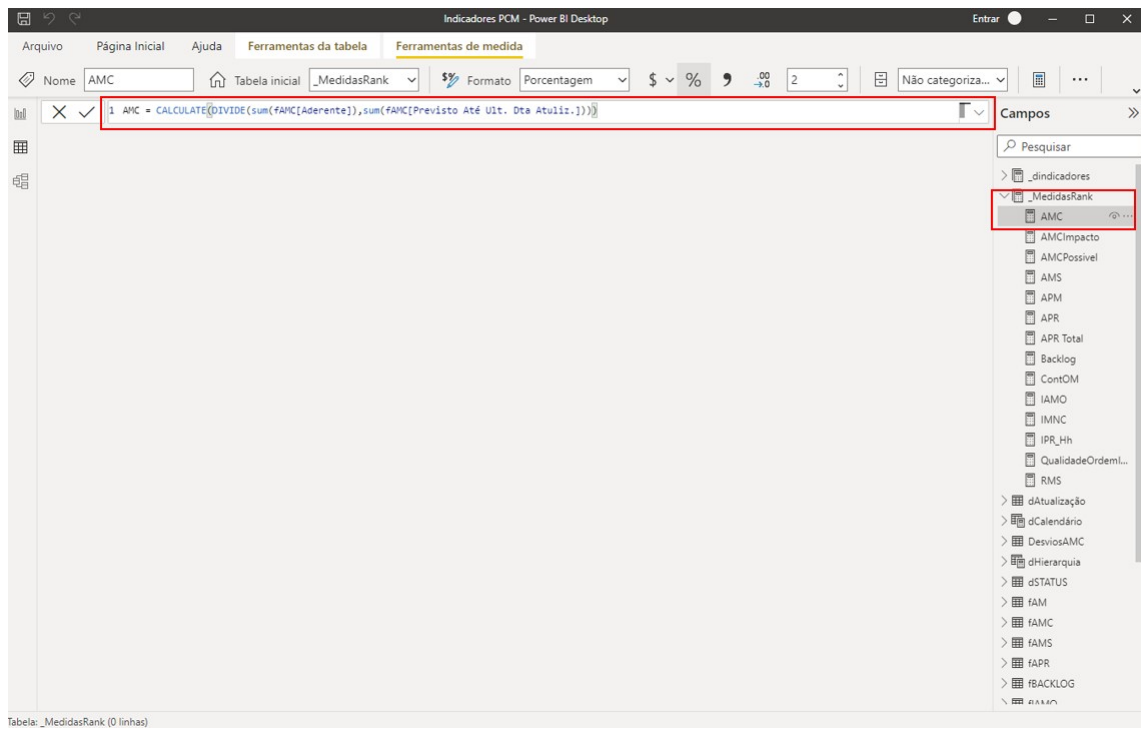 Indicadores PCM - Power BI Desktop
Entrar
Arquivo Página Inicial Ajuda Ferramentas da tabela Ferramentas de medida
Nome AMC Tabela inicial _MedidasRank $% Formato Porcentagem $ % 9 .00 →.0 2 Não categoriza... ...
1 AMC = CALCULATE(DIVIDE(sum(fAMC[Aderente]),sum(fAMC[Previsto Até Ult. Dta Atuliz.])))
Campos
Pesquisar
_dindicadores
_MedidasRank
AMC
AMCImpacto
AMCPossivel
AMS
APM
APR
APR Total
Backlog
ContOM
IAMO
IMNC
IPR_Hh
QualidadeOrdemI...
RMS
dAtualização
dCalendário
DesviosAMC
dHierarquia
dSTATUS
fAM
fAMC
fAMS
fAPR
fBACKLOG
fIAMO
Tabela: _MedidasRank (0 linhas)